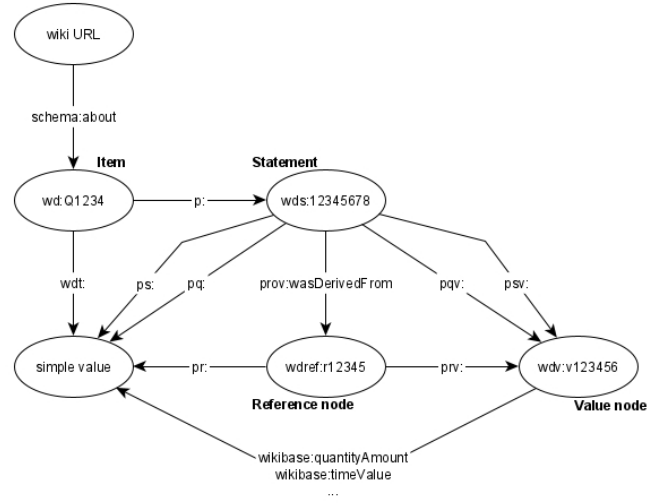 wiki URL
schema:about
Item
Statement
wd:Q1234
p:
wds:12345678
wdt:
ps:
pq:
prov:wasDerivedFrom
pqv:
psv:
simple value
pr:
wdref:r12345
prv:
wdv:v123456
Reference node
Value node
wikibase:quantityAmount
wikibase:timeValue
...